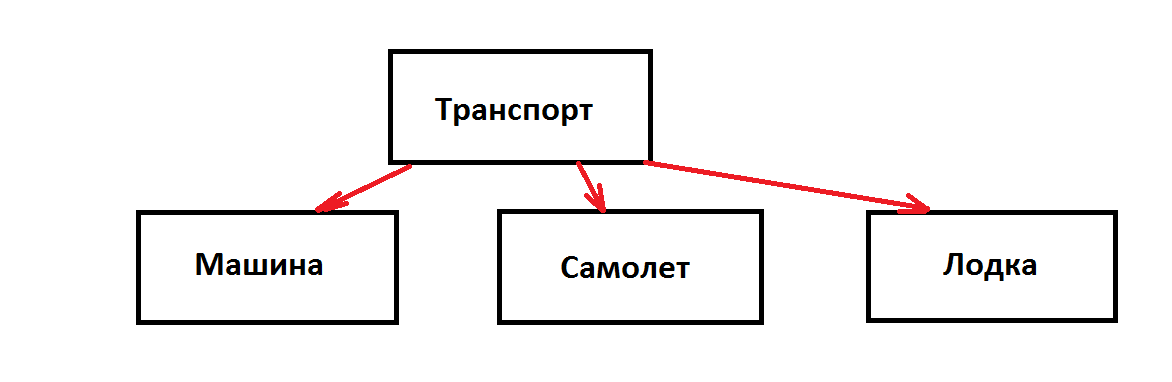 Транспорт
Машина
Самолет
Лодка